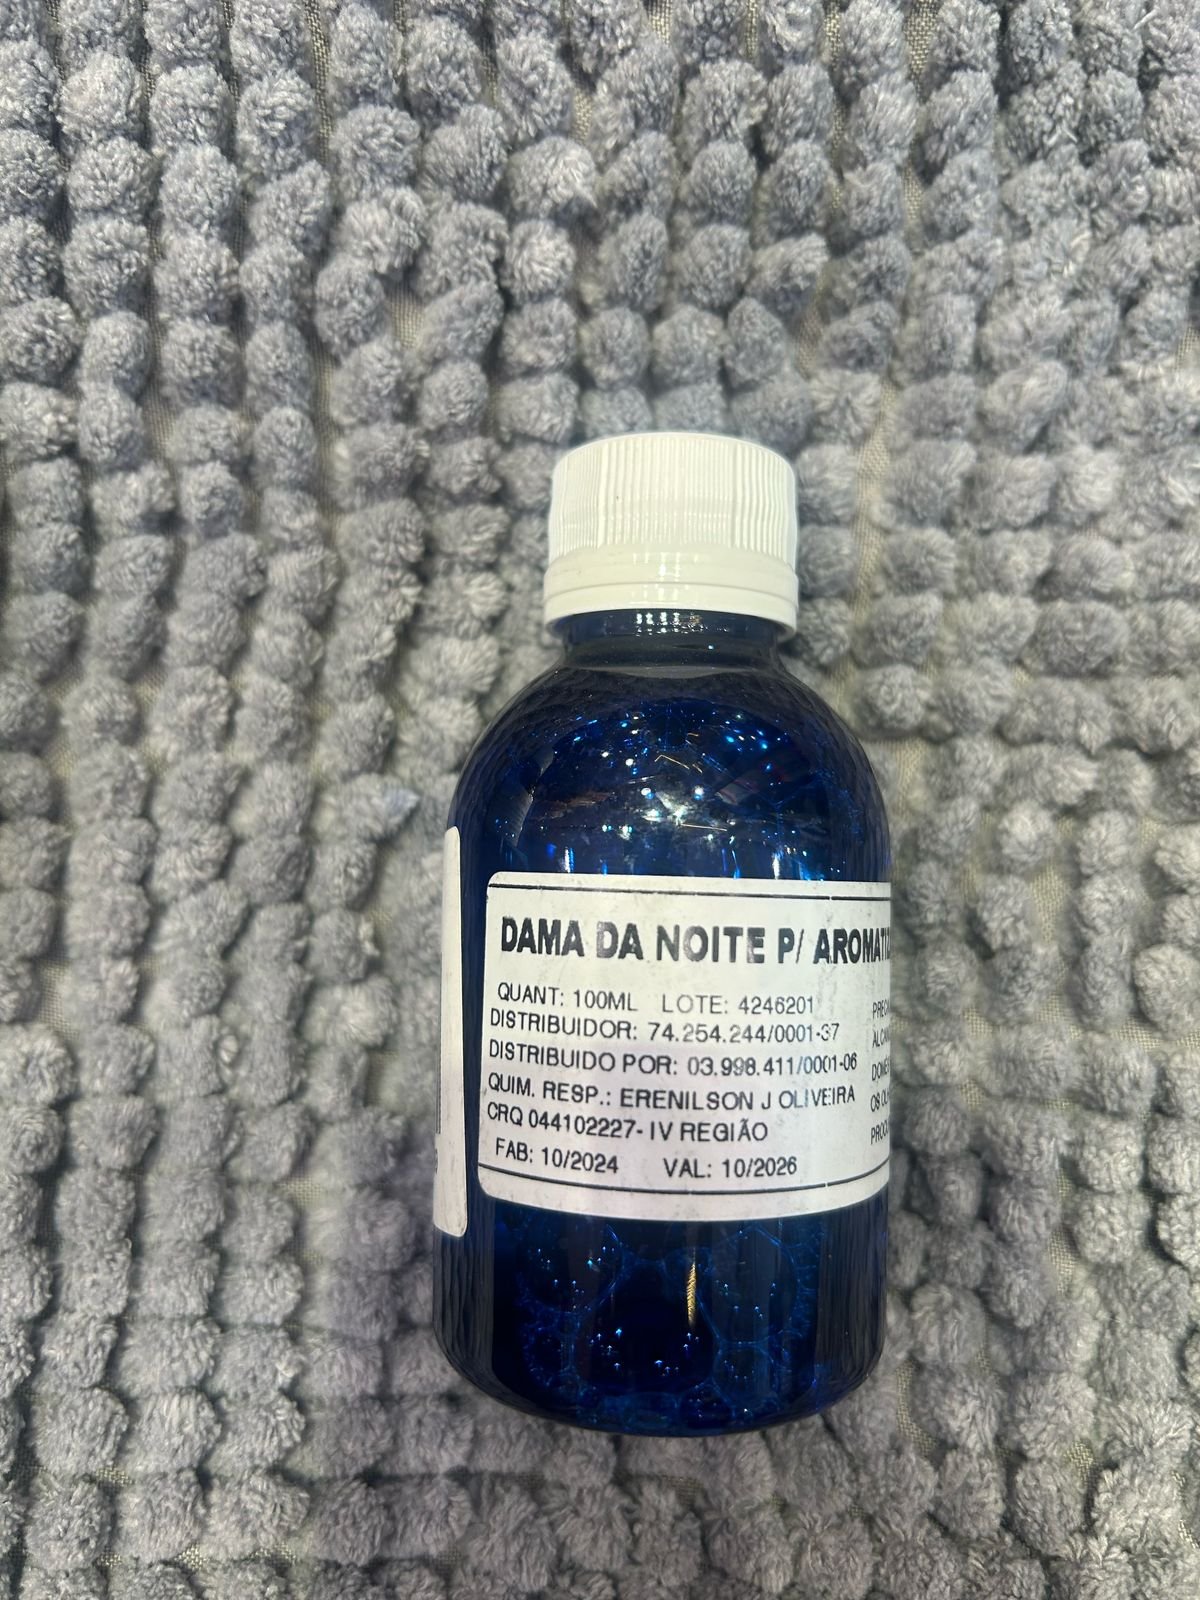 DAMA DA NOITE P/ AROMATIZ
QUANT: 100ML LOTE: 4246201
DISTRIBUIDOR: 74.254.244/0001-37
DISTRIBUIDO POR: 03.998.411/0001-06
QUIM. RESP.: ERENILSON J OLIVEIRA
CRQ 044102227- IV REGIÃO
FAB: 10/2024 VAL: 10/2026